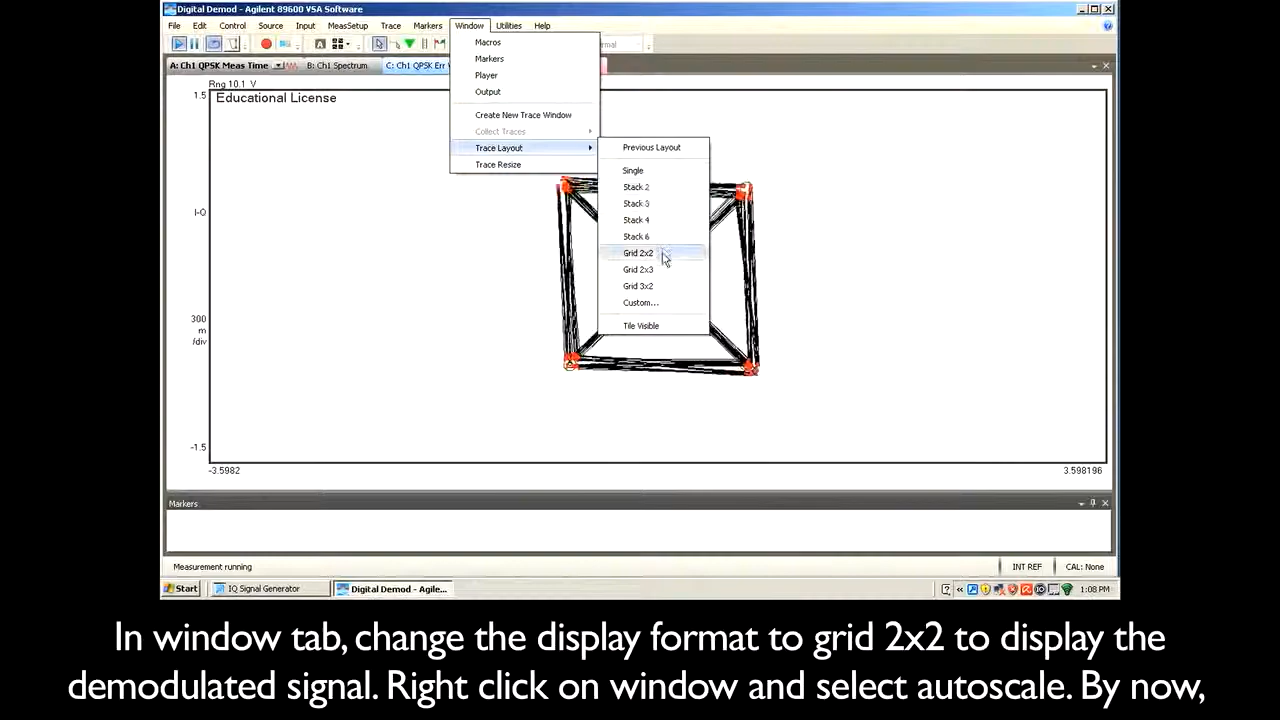 Digital Demod - Agilent 89600 VSA Software
File Edit Control Source Input MeasSetup Trace Markers Window Utilities Help
A: Ch1 QPSK Meas Time B: Ch1 Spectrum C: Ch1 QPSK Err
Macros
Markers
Player
Output
Create New Trace Window
Collect Traces
Trace Layout
Trace Resize
Previous Layout
Single
Stack 2
Stack 3
Stack 4
Stack 6
Grid 2x2
Grid 2x3
Grid 3x2
Custom...
Tile Visible
Rng 10.1 V
1.5
Educational License
I-Q
300
m
/div
-1.5
-3.5982 3.598196
Markers
Measurement running INT REF CAL: None
Start IQ Signal Generator Digital Demod - Agile... 1:08 PM
In window tab, change the display format to grid 2x2 to display the
demodulated signal. Right click on window and select autoscale. By now,